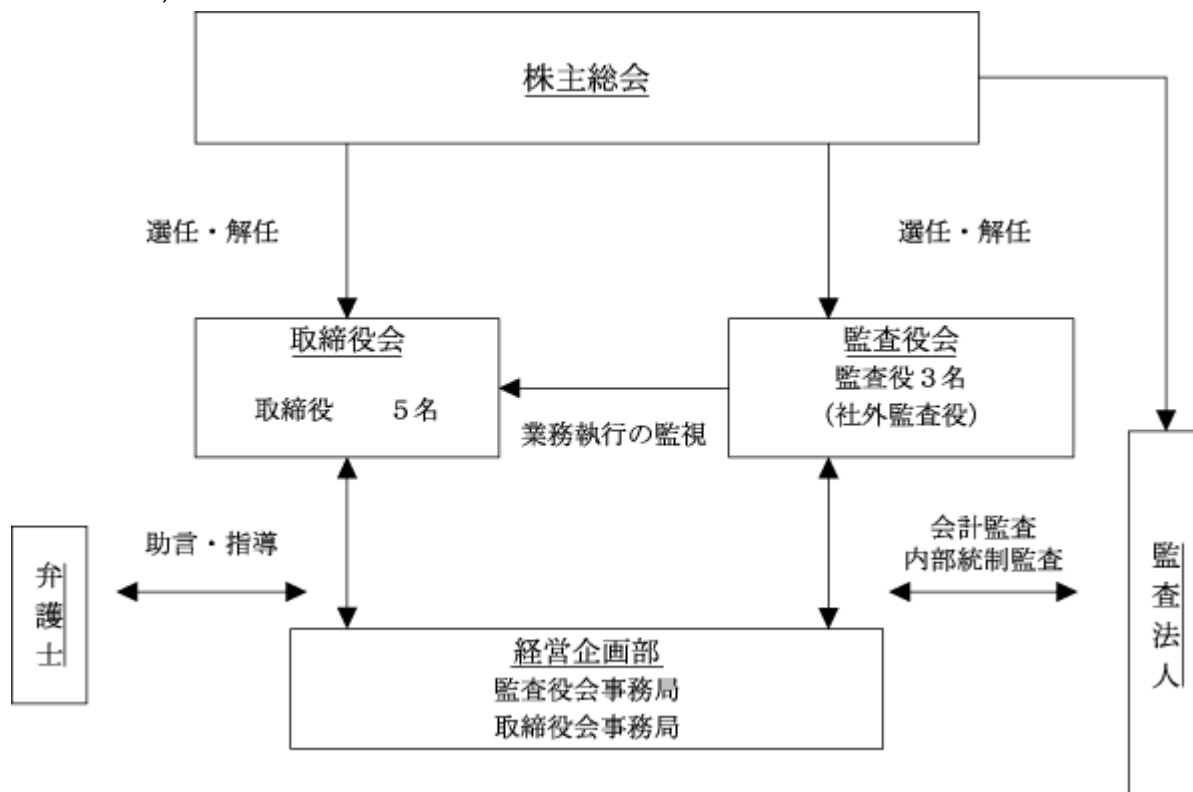 株主総会
選任・解任
選任・解任
取締役会
取締役　　５名
監査役会
監査役３名
(社外監査役)
業務執行の監視
弁護士
助言・指導
会計監査
内部統制監査
監査法人
経営企画部
監査役会事務局
取締役会事務局